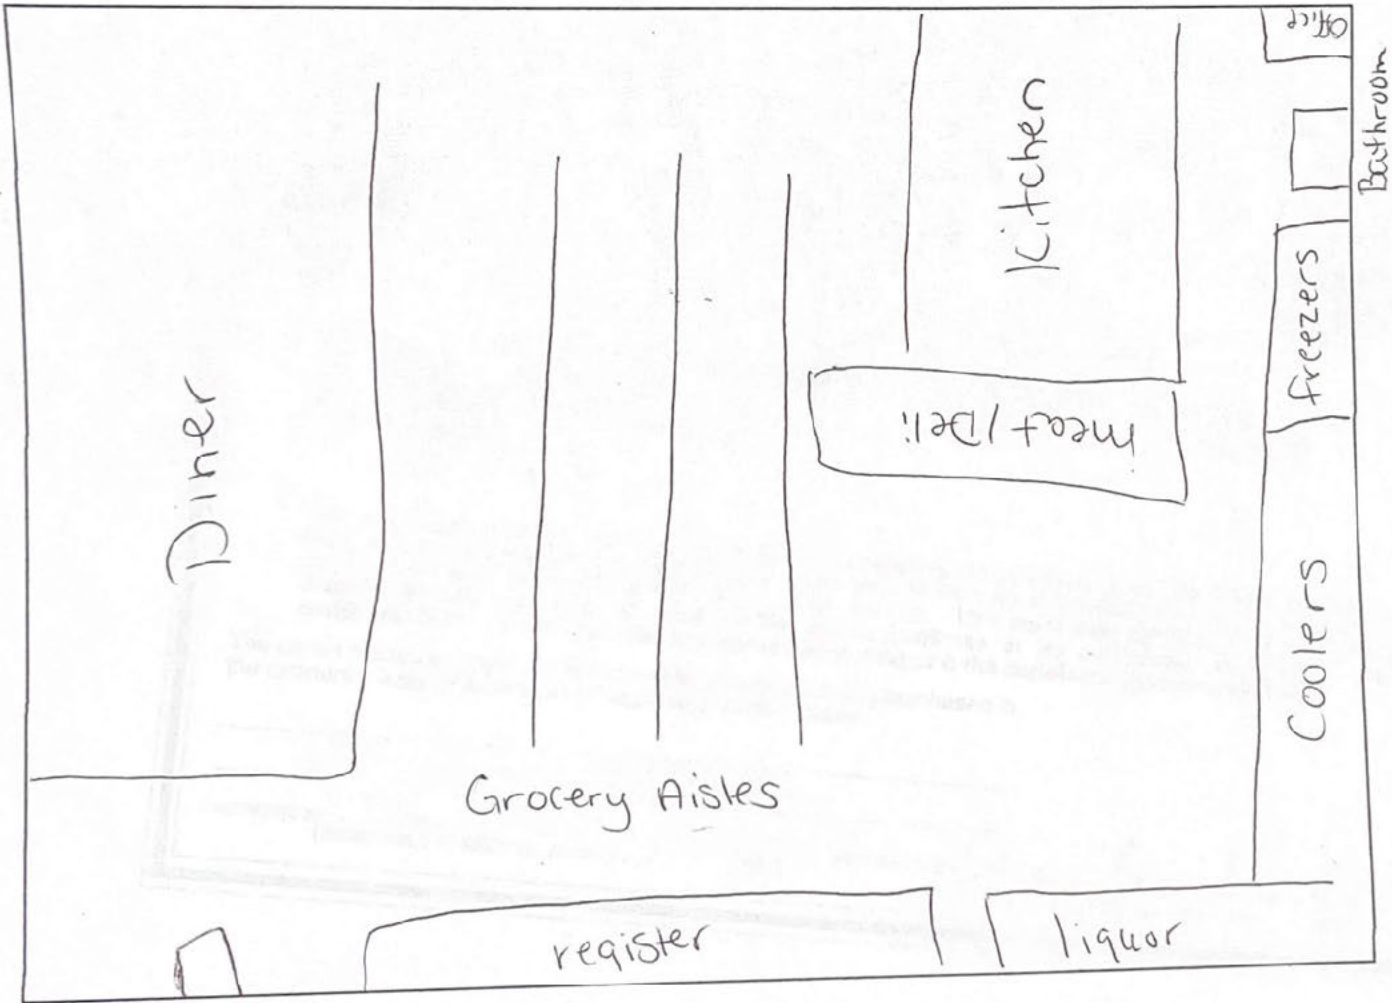 Office
Bathroom
Kitchen
freezers
Diner
meat/Deli
Coolers
Grocery Aisles
register
liquor